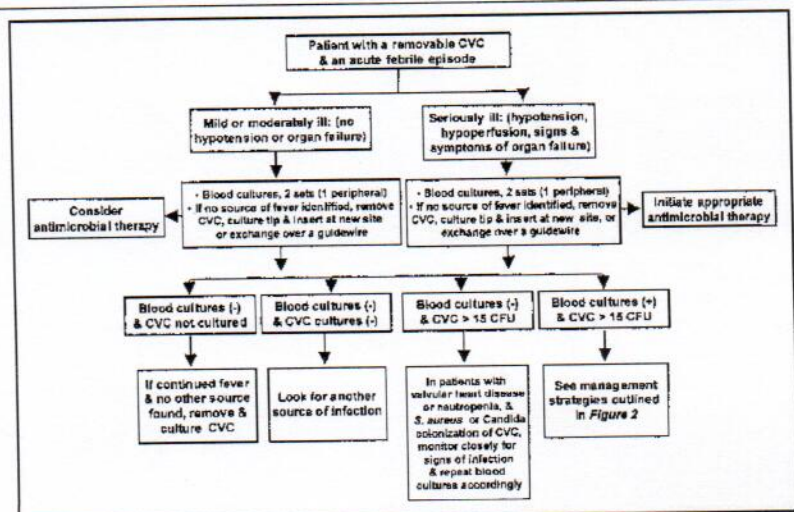 Patient with a removable CVC
& an acute febrile episode
Mild or moderately ill: (no
hypotension or organ failure)
Seriously ill: (hypotension,
hypoperfusion, signs &
symptoms of organ failure)
Consider
antimicrobial therapy
• Blood cultures, 2 sets (1 peripheral)
• If no source of fever identified, remove
CVC, culture tip & insert at new site
or exchange over a guidewire
• Blood cultures, 2 sets (1 peripheral)
• If no source of fever identified, remove
CVC, culture tip & insert at new site, or
exchange over a guidewire
Initiate appropriate
antimicrobial therapy
Blood cultures (-)
& CVC not cultured
Blood cultures (-)
& CVC cultures (-)
Blood cultures (-)
& CVC > 15 CFU
Blood cultures (+)
& CVC > 15 CFU
If continued fever
& no other source
found, remove &
culture CVC
Look for another
source of infection
In patients with
valvular heart disease
or neutropenia, &
S. aureus or Candida
colonization of CVC,
monitor closely for
signs of infection
& repeat blood
cultures accordingly
See management
strategies outlined
in Figure 2